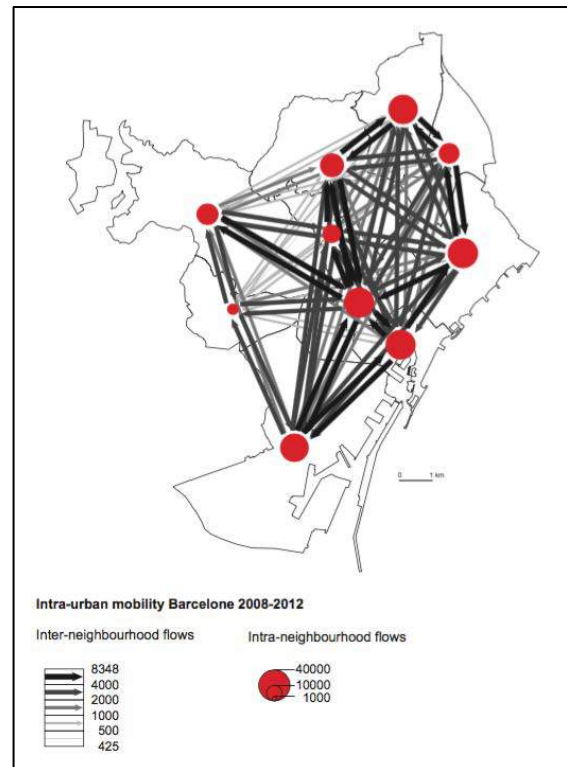 0 1 km
Intra-urban mobility Barcelone 2008-2012
Inter-neighbourhood flows
Intra-neighbourhood flows
8348
4000
2000
1000
500
425
40000
10000
1000